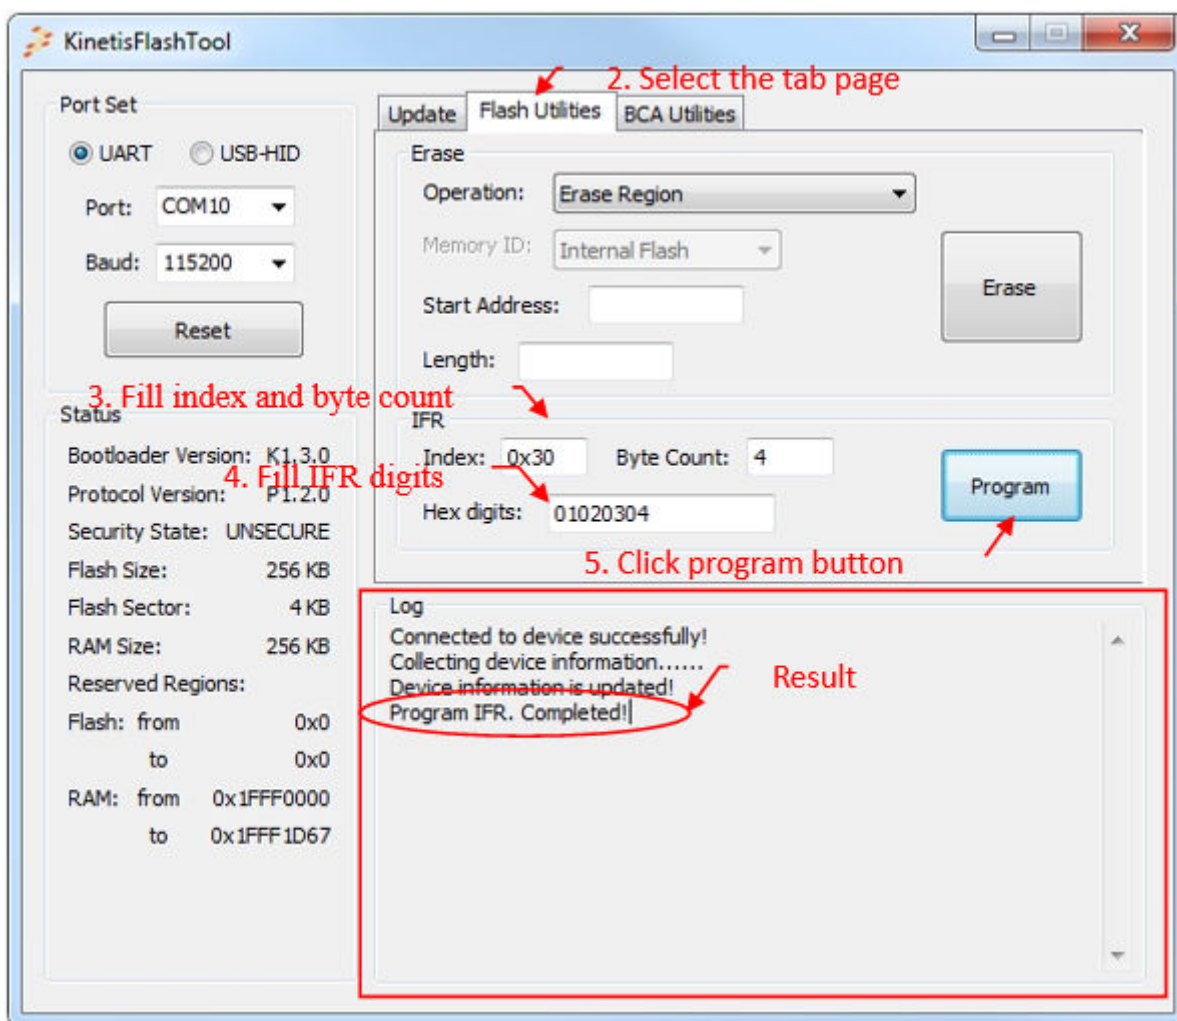 KinetisFlashTool
2. Select the tab page
Port Set
UART USB-HID
Port: COM10
Baud: 115200
Reset
Update Flash Utilities BCA Utilities
Erase
Operation: Erase Region
Memory ID: Internal Flash
Start Address:
Length:
Erase
3. Fill index and byte count
Status
Bootloader Version: K1.3.0
4. Fill IFR digits
Protocol Version: P1.2.0
Security State: UNSECURE
Flash Size: 256 KB
Flash Sector: 4 KB
RAM Size: 256 KB
Reserved Regions:
Flash: from 0x0
to 0x0
RAM: from 0x1FFF0000
to 0x1FFF1D67
IFR
Index: 0x30 Byte Count: 4
Hex digits: 01020304
Program
5. Click program button
Log
Connected to device successfully!
Collecting device information......
Device information is updated!
Program IFR. Completed!
Result